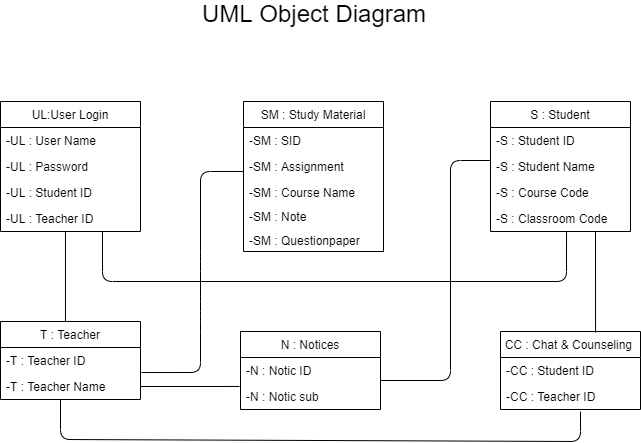 UML Object Diagram
UL:User Login
-UL : User Name
-UL : Password
-UL : Student ID
-UL : Teacher ID
SM : Study Material
-SM : SID
-SM : Assignment
-SM : Course Name
-SM : Note
-SM : Questionpaper
S : Student
-S : Student ID
-S : Student Name
-S : Course Code
-S : Classroom Code
T : Teacher
-T : Teacher ID
-T : Teacher Name
N : Notices
-N : Notic ID
-N : Notic sub
CC : Chat & Counseling
-CC : Student ID
-CC : Teacher ID